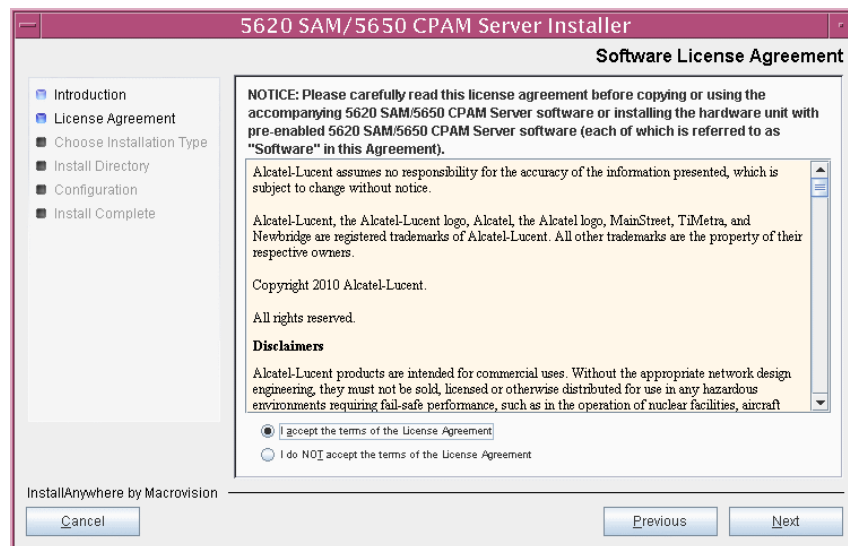 5620 SAM/5650 CPAM Server Installer
Software License Agreement
Introduction
License Agreement
Choose Installation Type
Install Directory
Configuration
Install Complete
NOTICE: Please carefully read this license agreement before copying or using the
accompanying 5620 SAM/5650 CPAM Server software or installing the hardware unit with
pre-enabled 5620 SAM/5650 CPAM Server software (each of which is referred to as
"Software" in this Agreement).
Alcatel-Lucent assumes no responsibility for the accuracy of the information presented, which is
subject to change without notice.
Alcatel-Lucent, the Alcatel-Lucent logo, Alcatel, the Alcatel logo, MainStreet, TiMetra, and
Newbridge are registered trademarks of Alcatel-Lucent. All other trademarks are the property of their
respective owners.
Copyright 2010 Alcatel-Lucent.
All rights reserved.
Disclaimers
Alcatel-Lucent products are intended for commercial uses. Without the appropriate network design
engineering, they must not be sold, licensed or otherwise distributed for use in any hazardous
environments requiring fail-safe performance, such as in the operation of nuclear facilities, aircraft
I accept the terms of the License Agreement
I do NOT accept the terms of the License Agreement
InstallAnywhere by Macrovision
Cancel
Previous
Next